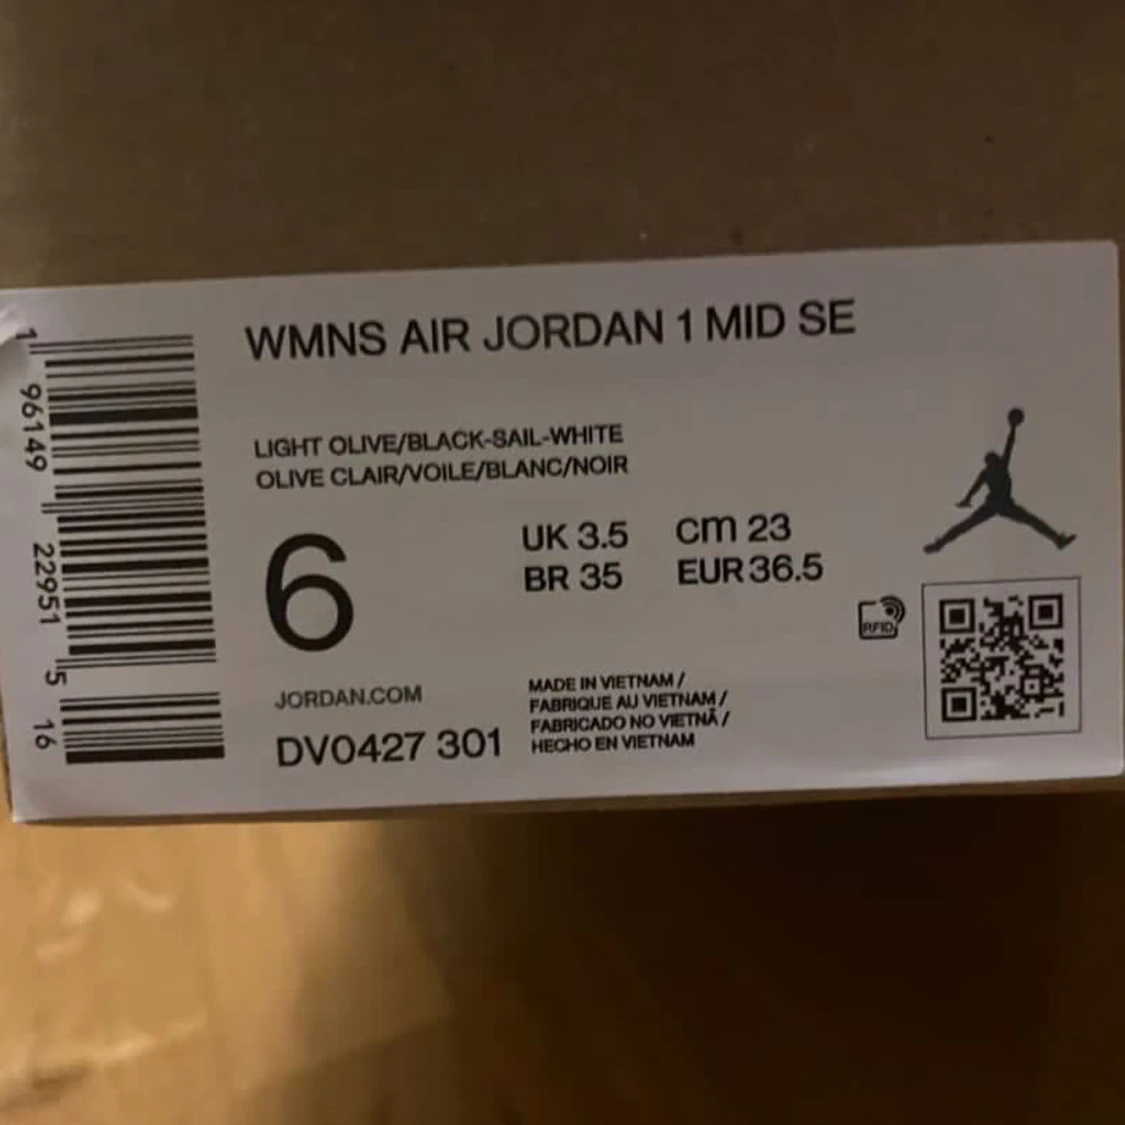 WMNS AIR JORDAN 1 MID SE
LIGHT OLIVE/BLACK-SAIL-WHITE
OLIVE CLAIR/VOILE/BLANC/NOIR
6
UK 3.5 cm 23
BR 35 EUR 36.5
RFID
JORDAN.COM
DV0427 301
MADE IN VIETNAM /
FABRIQUE AU VIETNAM /
FABRICADO NO VIETNÃ /
HECHO EN VIETNAM
1 96149 22951 5 16